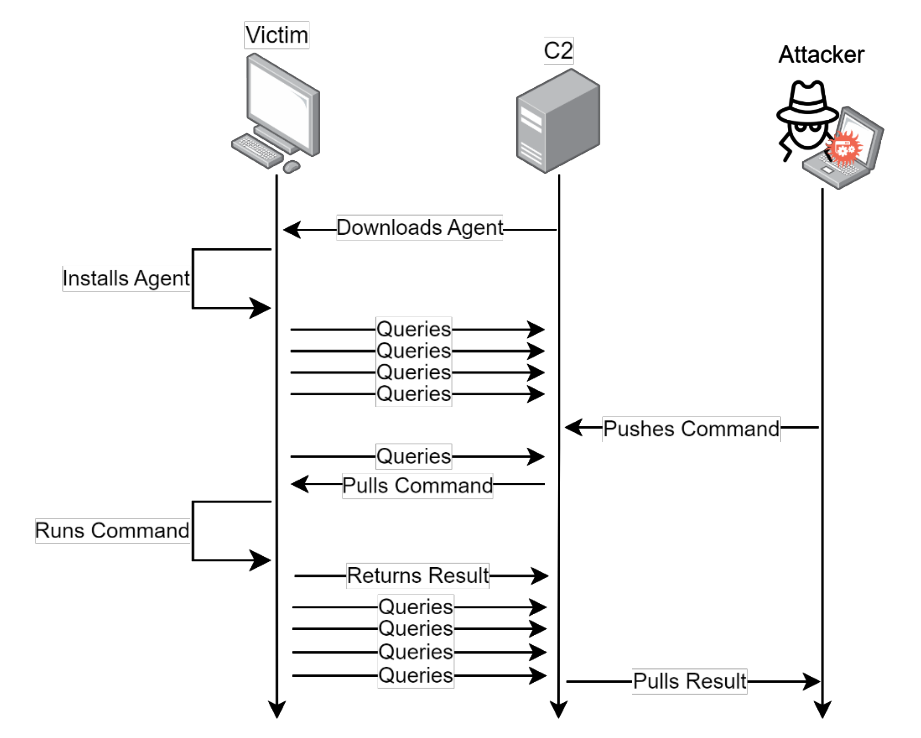 Victim
C2
Attacker
Downloads Agent
Installs Agent
Queries
Queries
Queries
Queries
Pushes Command
Queries
Pulls Command
Runs Command
Returns Result
Queries
Queries
Queries
Queries
Pulls Result